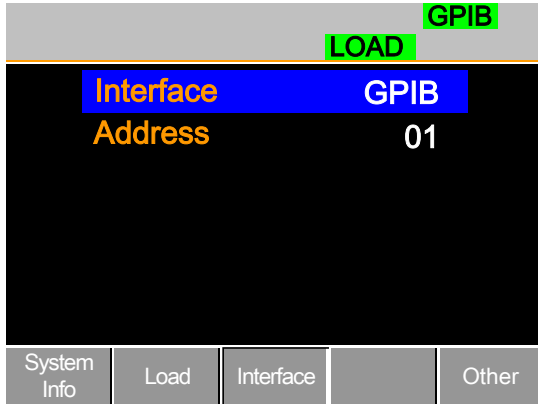 GPIB
LOAD
Interface GPIB
Address 01
System Info
Load
Interface
Other